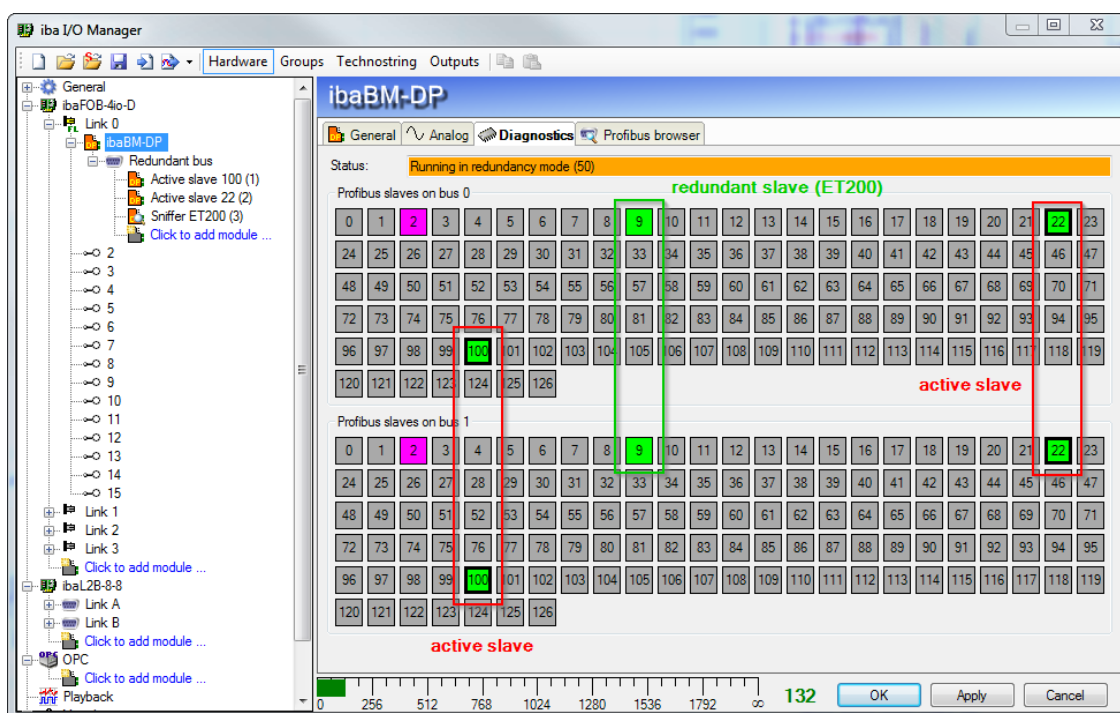 iba I/O Manager
Hardware Groups Technostring Outputs
General
ibaFOB-4io-D
Link 0
ibaBM-DP
Redundant bus
Active slave 100 (1)
Active slave 22 (2)
Sniffer ET200 (3)
Click to add module ...
2
3
4
5
6
7
8
9
10
11
12
13
14
15
Link 1
Link 2
Link 3
Click to add module ...
ibaL2B-8-8
Link A
Link B
Click to add module ...
OPC
Click to add module ...
Playback
ibaBM-DP
General Analog Diagnostics Profibus browser
Status: Running in redundancy mode (50)
Profibus slaves on bus 0
redundant slave (ET200)
0 1 2 3 4 5 6 7 8 9 10 11 12 13 14 15 16 17 18 19 20 21 22 23
24 25 26 27 28 29 30 31 32 33 34 35 36 37 38 39 40 41 42 43 44 45 46 47
48 49 50 51 52 53 54 55 56 57 58 59 60 61 62 63 64 65 66 67 68 69 70 71
72 73 74 75 76 77 78 79 80 81 82 83 84 85 86 87 88 89 90 91 92 93 94 95
96 97 98 99 100 101 102 103 104 105 106 107 108 109 110 111 112 113 114 115 116 117 118 119
120 121 122 123 124 125 126
active slave
Profibus slaves on bus 1
0 1 2 3 4 5 6 7 8 9 10 11 12 13 14 15 16 17 18 19 20 21 22 23
24 25 26 27 28 29 30 31 32 33 34 35 36 37 38 39 40 41 42 43 44 45 46 47
48 49 50 51 52 53 54 55 56 57 58 59 60 61 62 63 64 65 66 67 68 69 70 71
72 73 74 75 76 77 78 79 80 81 82 83 84 85 86 87 88 89 90 91 92 93 94 95
96 97 98 99 100 101 102 103 104 105 106 107 108 109 110 111 112 113 114 115 116 117 118 119
120 121 122 123 124 125 126
active slave
0 256 512 768 1024 1280 1536 1792 ∞
132
OK Apply Cancel